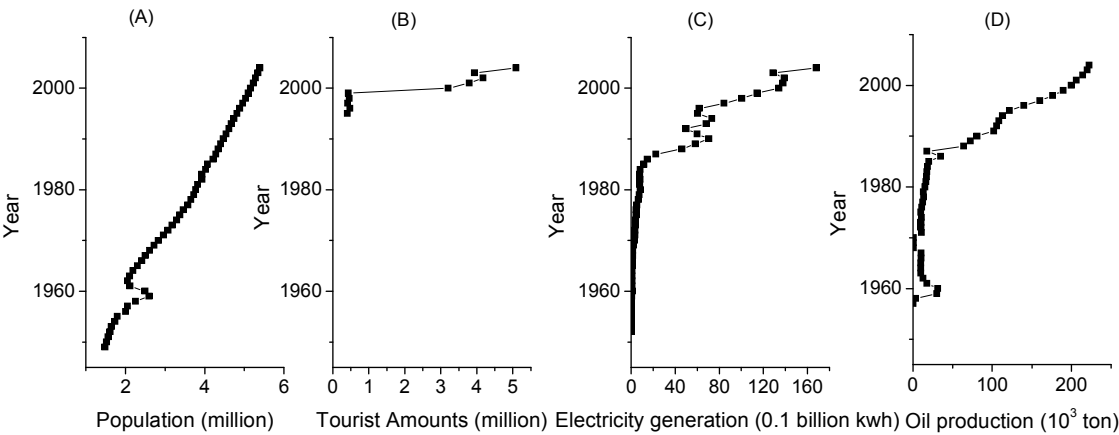 (A) (B) (C) (D)
2000 2000 2000 2000
1980 1980 1980 1980
1960 1960 1960 1960
Year Year Year Year
2 4 6 0 1 2 3 4 5 0 40 80 120 160 0 100 200
Population (million) Tourist Amounts (million) Electricity generation (0.1 billion kwh) Oil production (10³ ton)